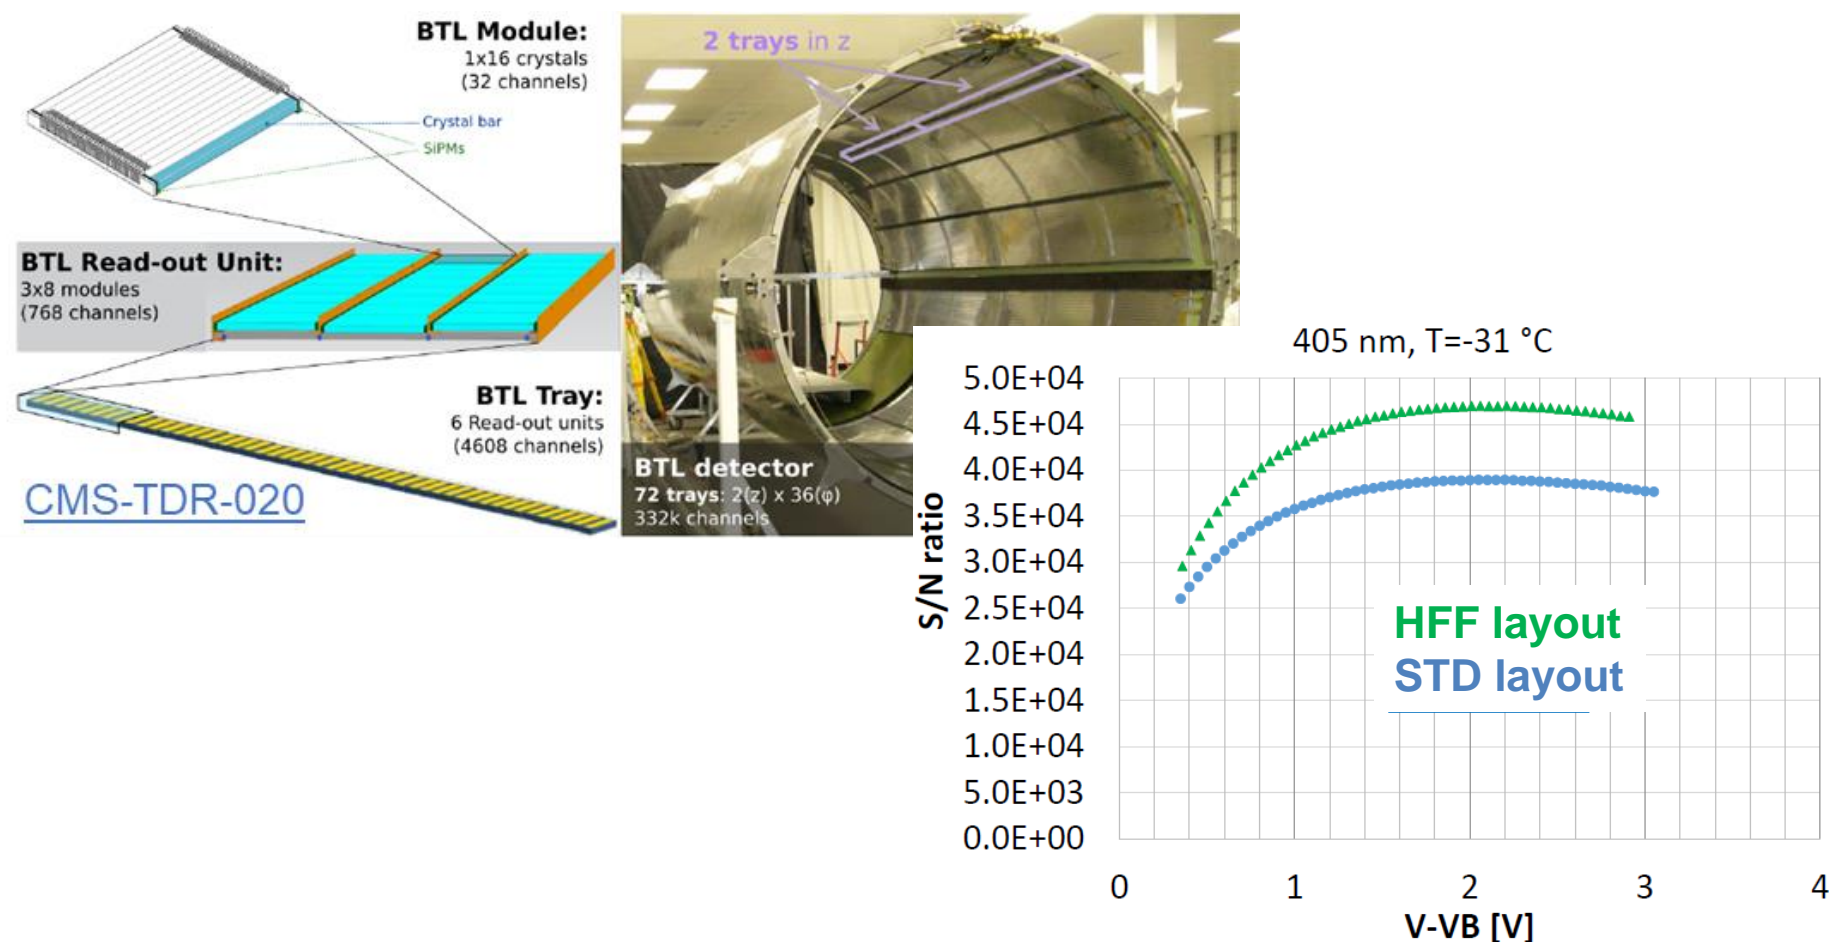 BTL Module:
1x16 crystals
(32 channels)
Crystal bar
SiPMs
BTL Read-out Unit:
3x8 modules
(768 channels)
BTL Tray:
6 Read-out units
(4608 channels)
CMS-TDR-020
2 trays in z
BTL detector
72 trays: 2(z) x 36(φ)
332k channels
405 nm, T=-31 °C
S/N ratio
5.0E+04
4.5E+04
4.0E+04
3.5E+04
3.0E+04
2.5E+04
2.0E+04
1.5E+04
1.0E+04
5.0E+03
0.0E+00
HFF layout
STD layout
0 1 2 3 4
V-VB [V]